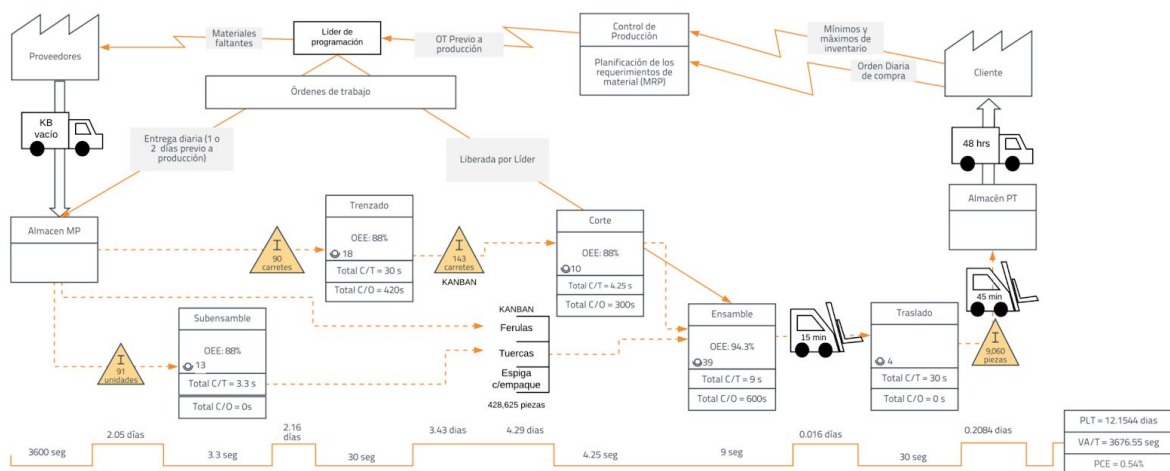 Proveedores
Materiales
faltantes
Líder de
programación
OT Previo a
producción
Control de
Producción
Planificación de los
requerimientos de
material (MRP)
Mínimos y
máximos de
inventario
Orden Diaria
de compra
Cliente
Órdenes de trabajo
KB
vacío
Entrega diaria (1 o
2 días previo a
producción)
Liberada por Líder
48 hrs
Almacen MP
Almacén PT
90
carretes
Trenzado
OEE: 88%
18
Total C/T = 30 s
Total C/O = 420s
143
carretes
KANBAN
Corte
OEE: 88%
10
Total C/T = 4.25 s
Total C/O = 300s
91
unidades
Subensamble
OEE: 88%
13
Total C/T = 3.3 s
Total C/O = 0s
KANBAN
Ferulas
Tuercas
Espiga
c/empaque
428,625 piezas
Ensamble
OEE: 94.3%
39
Total C/T = 9 s
Total C/O = 600s
15 min
Traslado
4
Total C/T = 30 s
Total C/O = 0 s
45 min
9,060
piezas
3600 seg
2.05 días
3.3 seg
2.16
días
30 seg
3.43 dias
4.29 dias
4.25 seg
9 seg
0.016 días
30 seg
0.2084 dias
PLT = 12.1544 dias
VA/T = 3676.55 seg
PCE = 0.54%